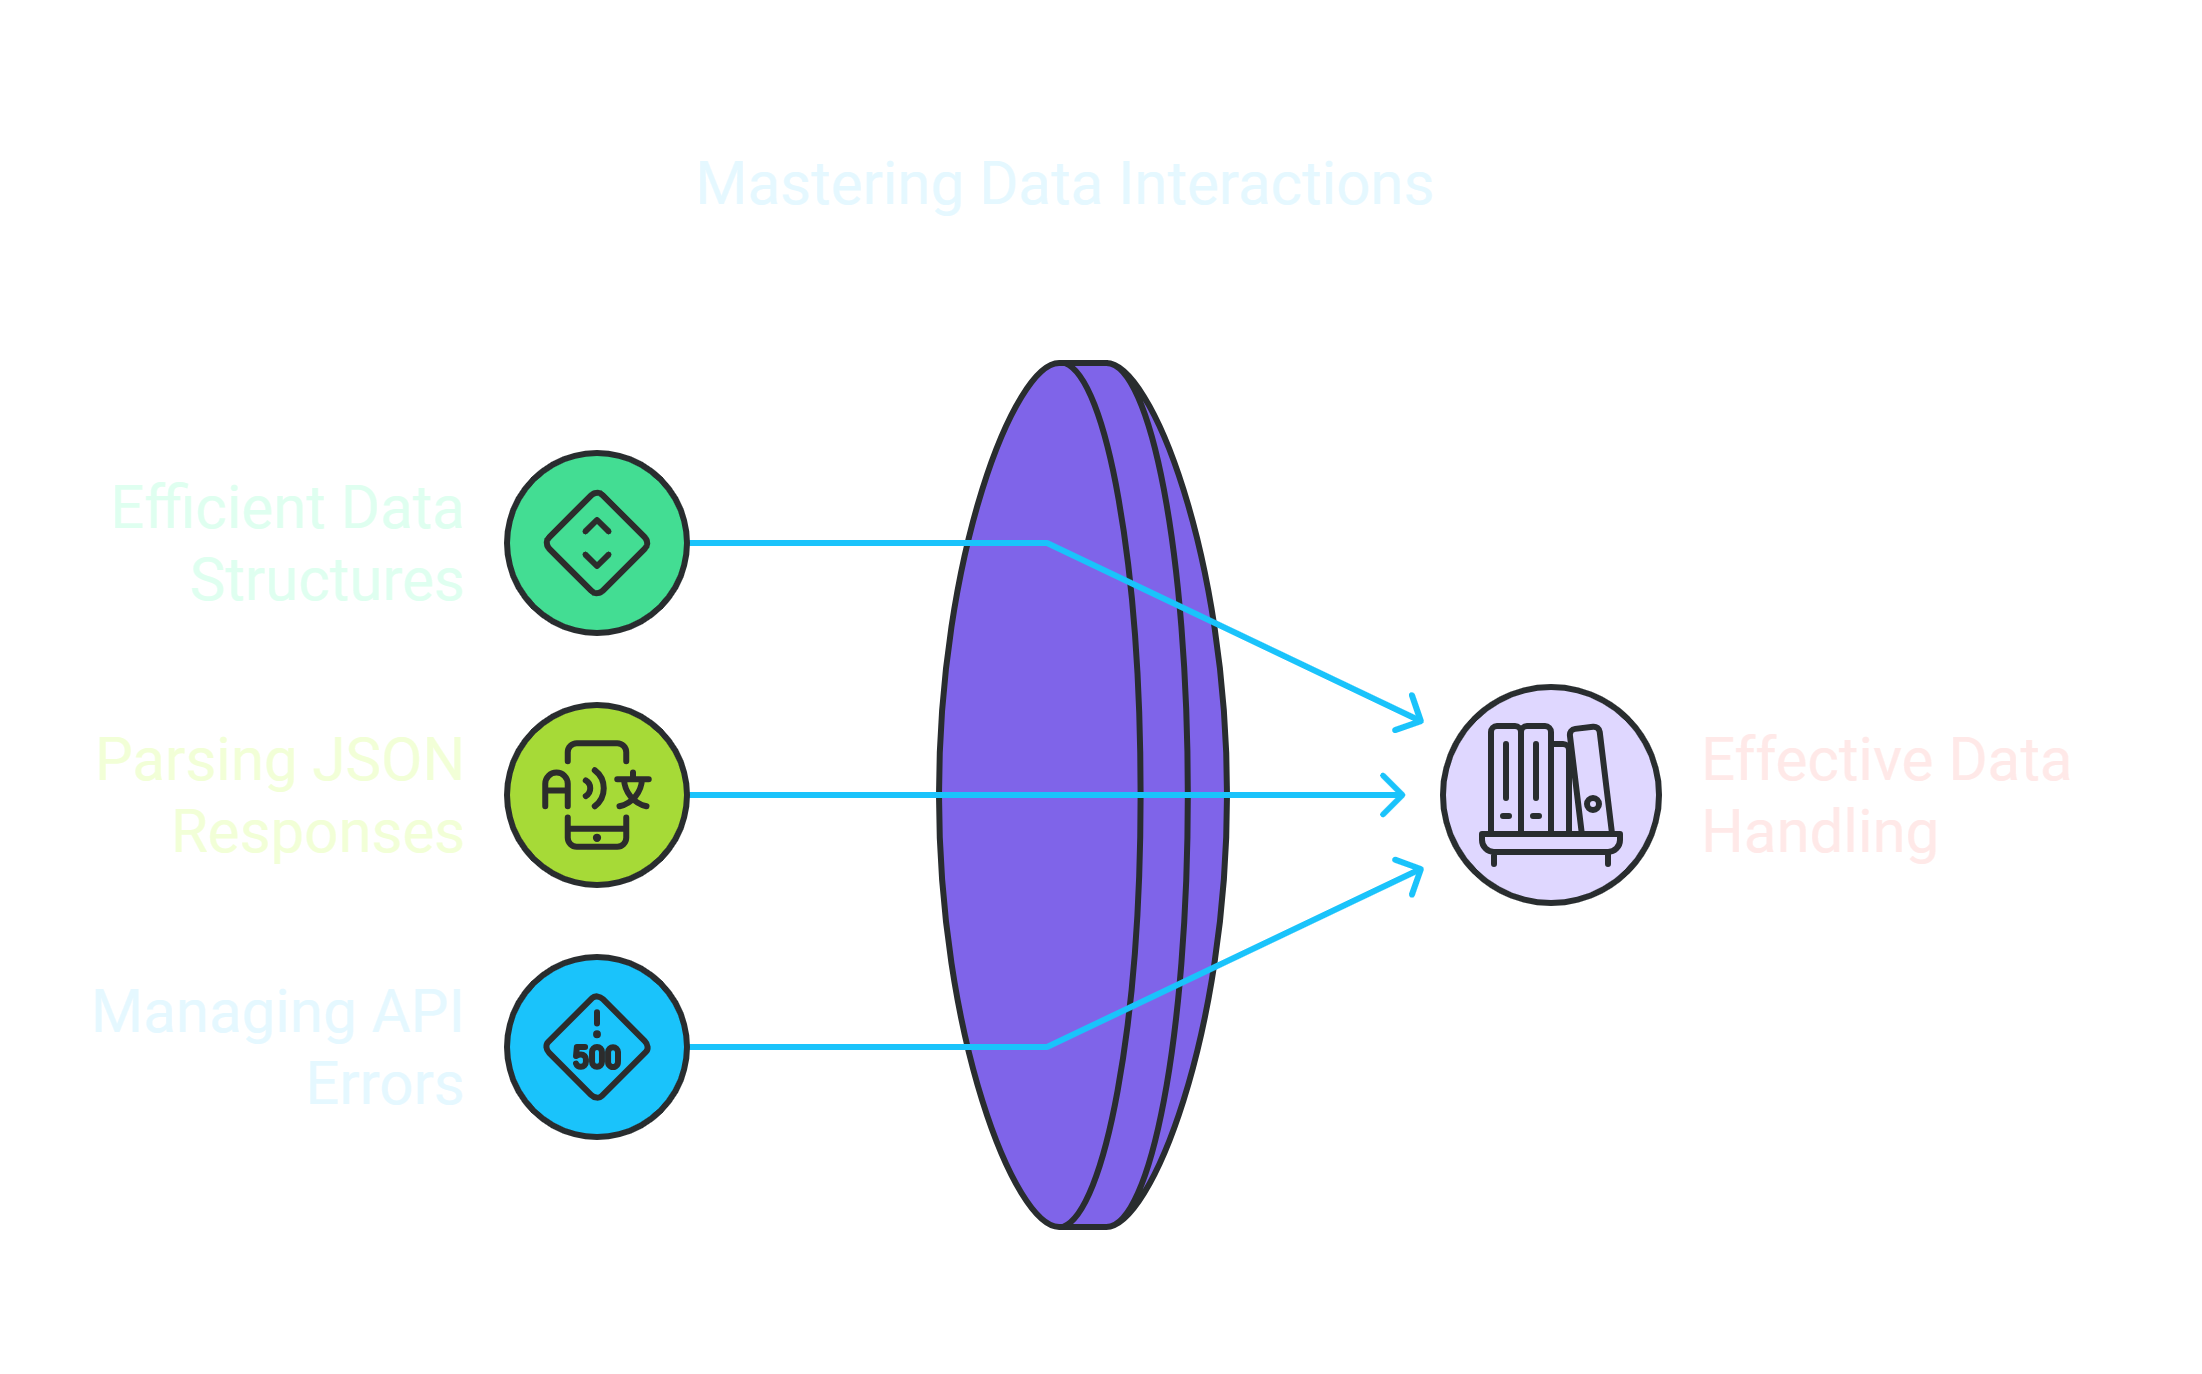 Mastering Data Interactions
Efficient Data
Structures
Parsing JSON
Responses
Managing API
Errors
500
Effective Data
Handling